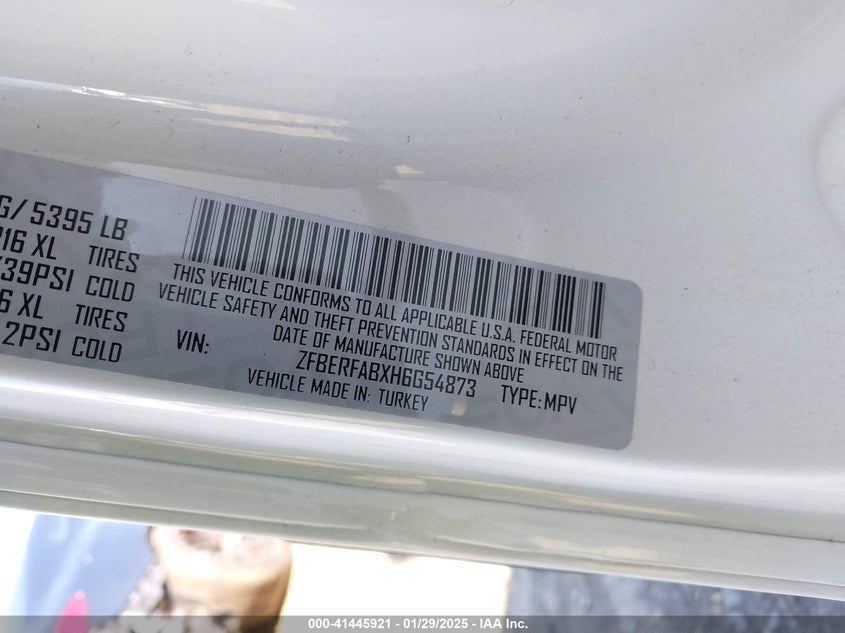 G/ 5395 LB
16 XL TIRES
39PSI COLD
6 XL TIRES
2PSI COLD
THIS VEHICLE CONFORMS TO ALL APPLICABLE U.S.A. FEDERAL MOTOR
VEHICLE SAFETY AND THEFT PREVENTION STANDARDS IN EFFECT ON THE
DATE OF MANUFACTURE SHOWN ABOVE
VIN: ZFBERFABXH6G54873 TYPE: MPV
VEHICLE MADE IN: TURKEY
000-41445921 - 01/29/2025 - IAA Inc.